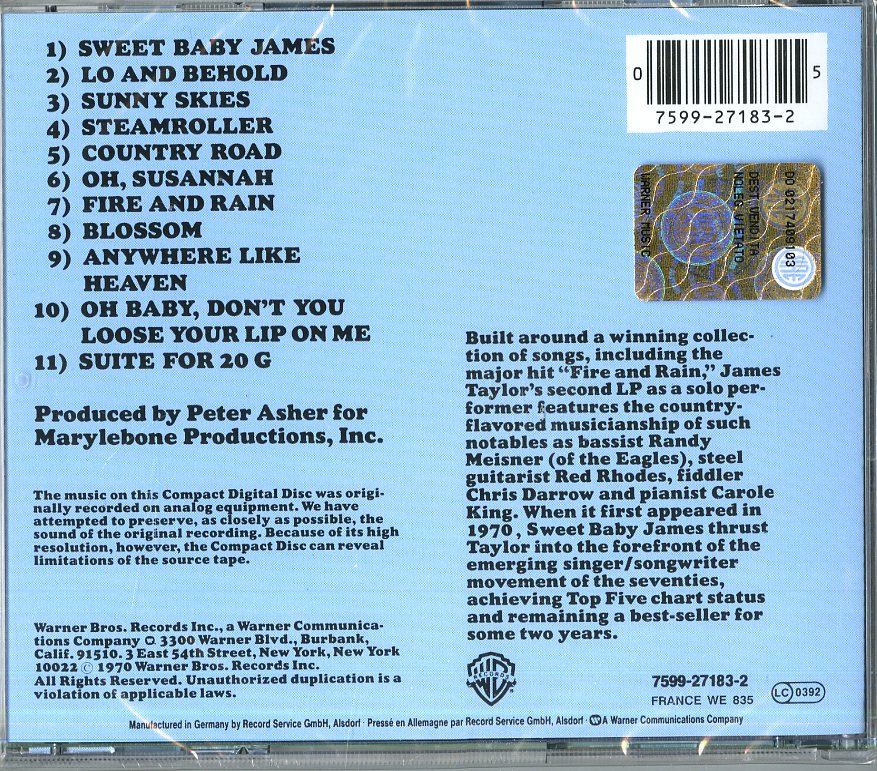 1) SWEET BABY JAMES
2) LO AND BEHOLD
3) SUNNY SKIES
4) STEAMROLLER
5) COUNTRY ROAD
6) OH, SUSANNAH
7) FIRE AND RAIN
8) BLOSSOM
9) ANYWHERE LIKE
HEAVEN
10) OH BABY, DON'T YOU
LOOSE YOUR LIP ON ME
11) SUITE FOR 20 G
Produced by Peter Asher for
Marylebone Productions, Inc.
The music on this Compact Digital Disc was origi-
nally recorded on analog equipment. We have
attempted to preserve, as closely as possible, the
sound of the original recording. Because of its high
resolution, however, the Compact Disc can reveal
limitations of the source tape.
Warner Bros. Records Inc., a Warner Communica-
tions Company 3300 Warner Blvd., Burbank,
Calif. 91510. 3 East 54th Street, New York, New York
10022 © 1970 Warner Bros. Records Inc.
All Rights Reserved. Unauthorized duplication is a
violation of applicable laws.
0 5
7599-27183-2
DO 0217409103
DEST.VENDITA
NOLEG.VIETATO
WARNER MUSIC
Built around a winning collec-
tion of songs, including the
major hit "Fire and Rain," James
Taylor's second LP as a solo per-
former features the country-
flavored musicianship of such
notables as bassist Randy
Meisner (of the Eagles), steel
guitarist Red Rhodes, fiddler
Chris Darrow and pianist Carole
King. When it first appeared in
1970, Sweet Baby James thrust
Taylor into the forefront of the
emerging singer/songwriter
movement of the seventies,
achieving Top Five chart status
and remaining a best-seller for
some two years.
WB
RECORDS
7599-27183-2
FRANCE WE 835
LC 0392
Manufactured in Germany by Record Service GmbH, Alsdorf · Pressé en Allemagne par Record Service GmbH, Alsdorf · A Warner Communications Company